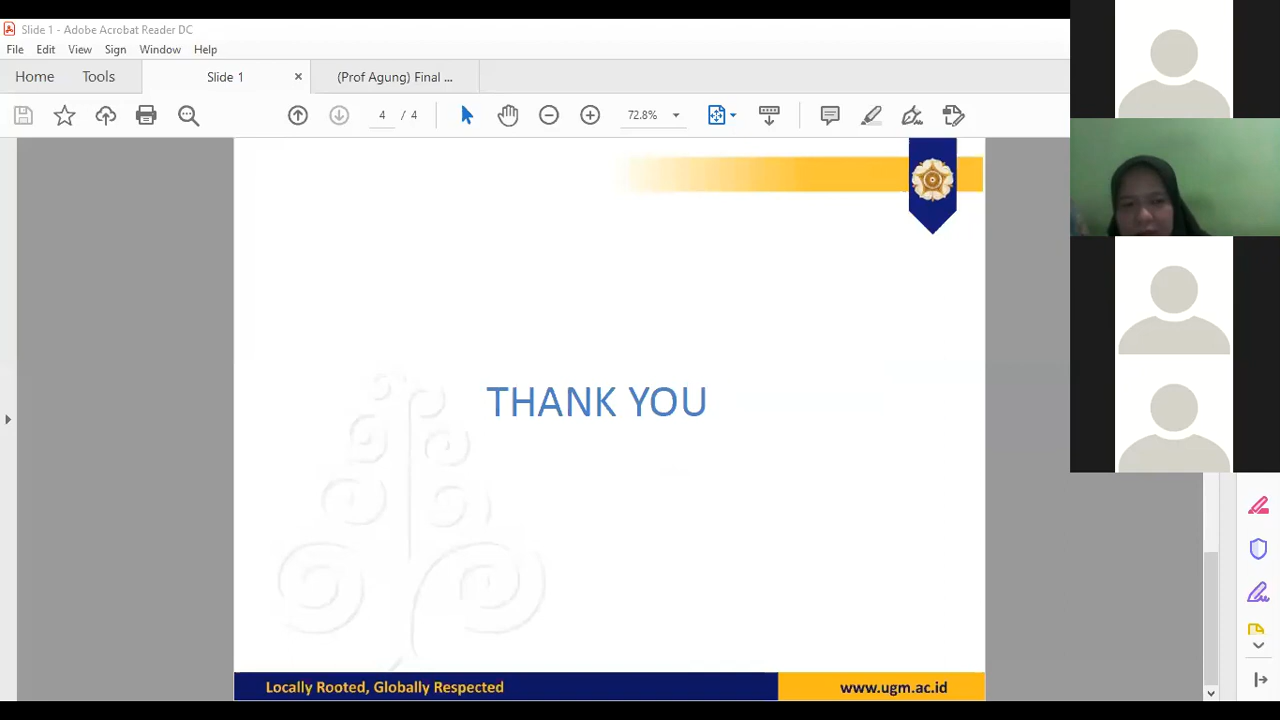 Slide 1 - Adobe Acrobat Reader DC
File Edit View Sign Window Help
Home Tools Slide 1 × (Prof Agung) Final ...
4 / 4 72.8%
THANK YOU
Locally Rooted, Globally Respected
www.ugm.ac.id